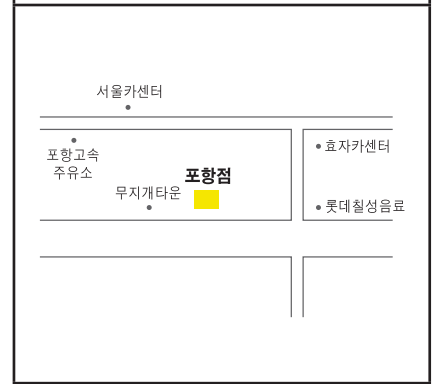 서울카센터
효자카센터
포항고속
주유소
포항점
무지개타운
롯데칠성음료